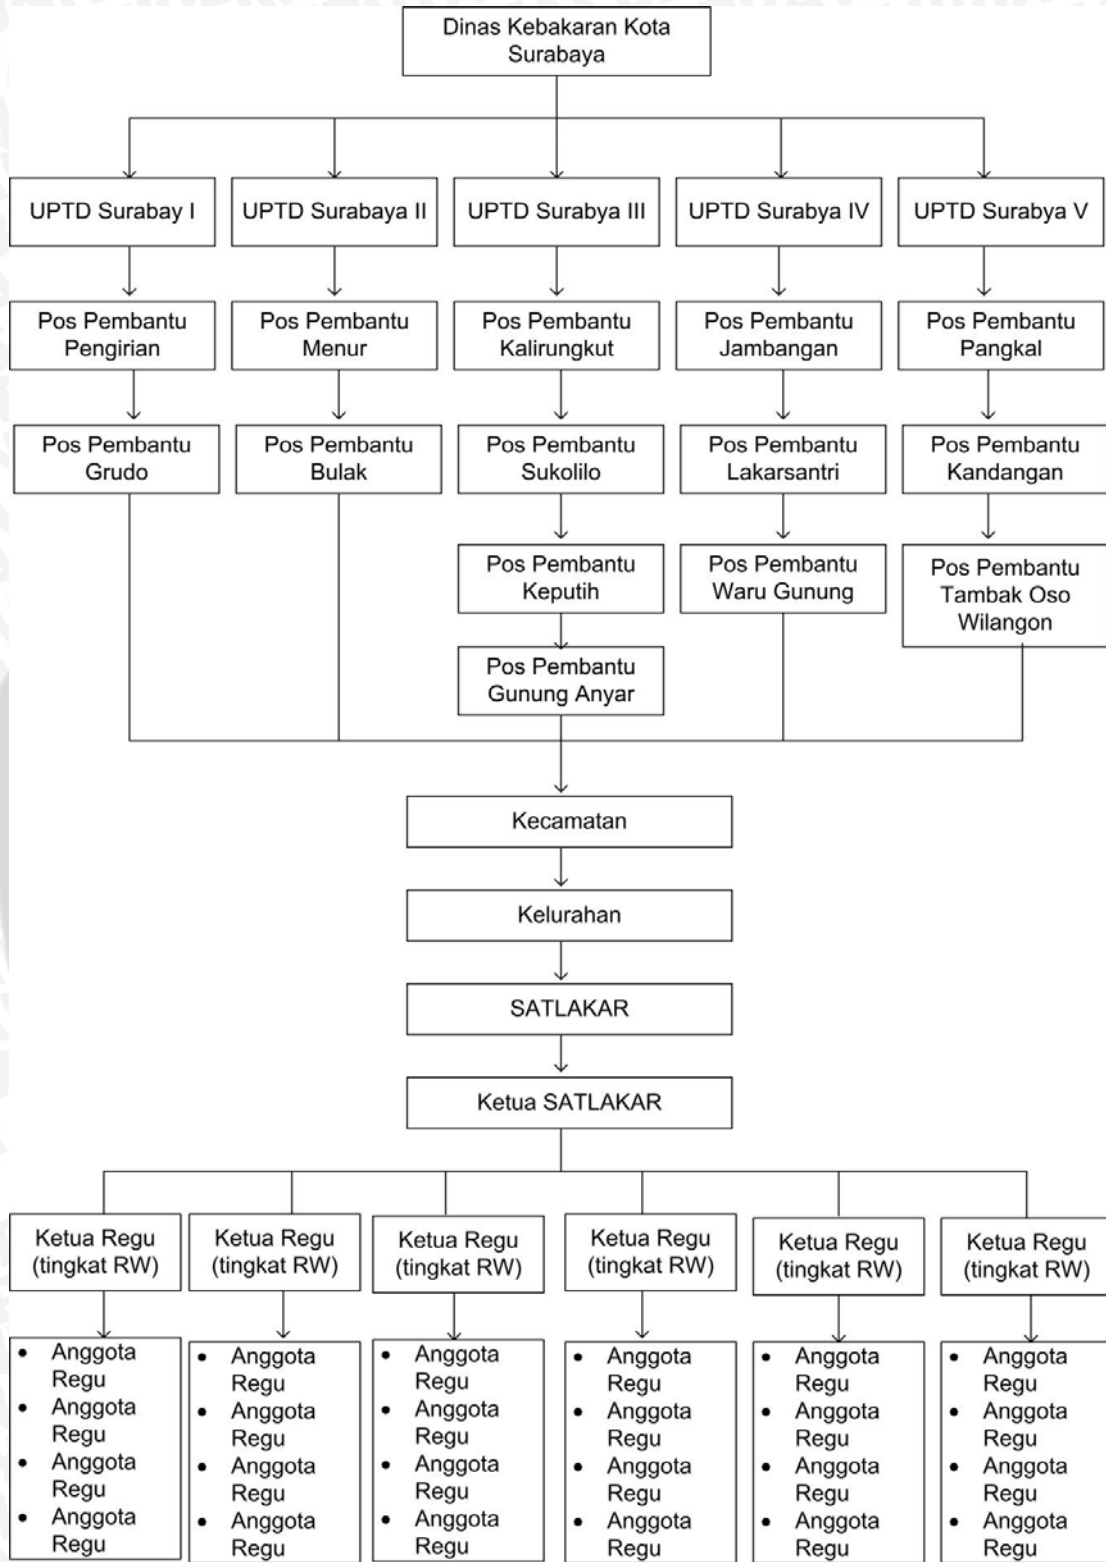 Dinas Kebakaran Kota
Surabaya
UPTD Surabay I
UPTD Surabaya II
UPTD Surabya III
UPTD Surabya IV
UPTD Surabya V
Pos Pembantu
Pengirian
Pos Pembantu
Menur
Pos Pembantu
Kalirungkut
Pos Pembantu
Jambangan
Pos Pembantu
Pangkal
Pos Pembantu
Grudo
Pos Pembantu
Bulak
Pos Pembantu
Sukolilo
Pos Pembantu
Lakarsantri
Pos Pembantu
Kandangan
Pos Pembantu
Keputih
Pos Pembantu
Waru Gunung
Pos Pembantu
Tambak Oso
Wilangon
Pos Pembantu
Gunung Anyar
Kecamatan
Kelurahan
SATLAKAR
Ketua SATLAKAR
Ketua Regu
(tingkat RW)
Ketua Regu
(tingkat RW)
Ketua Regu
(tingkat RW)
Ketua Regu
(tingkat RW)
Ketua Regu
(tingkat RW)
Ketua Regu
(tingkat RW)
• Anggota
Regu
• Anggota
Regu
• Anggota
Regu
• Anggota
Regu
• Anggota
Regu
• Anggota
Regu
• Anggota
Regu
• Anggota
Regu
• Anggota
Regu
• Anggota
Regu
• Anggota
Regu
• Anggota
Regu
• Anggota
Regu
• Anggota
Regu
• Anggota
Regu
• Anggota
Regu
• Anggota
Regu
• Anggota
Regu
• Anggota
Regu
• Anggota
Regu
• Anggota
Regu
• Anggota
Regu
• Anggota
Regu
• Anggota
Regu